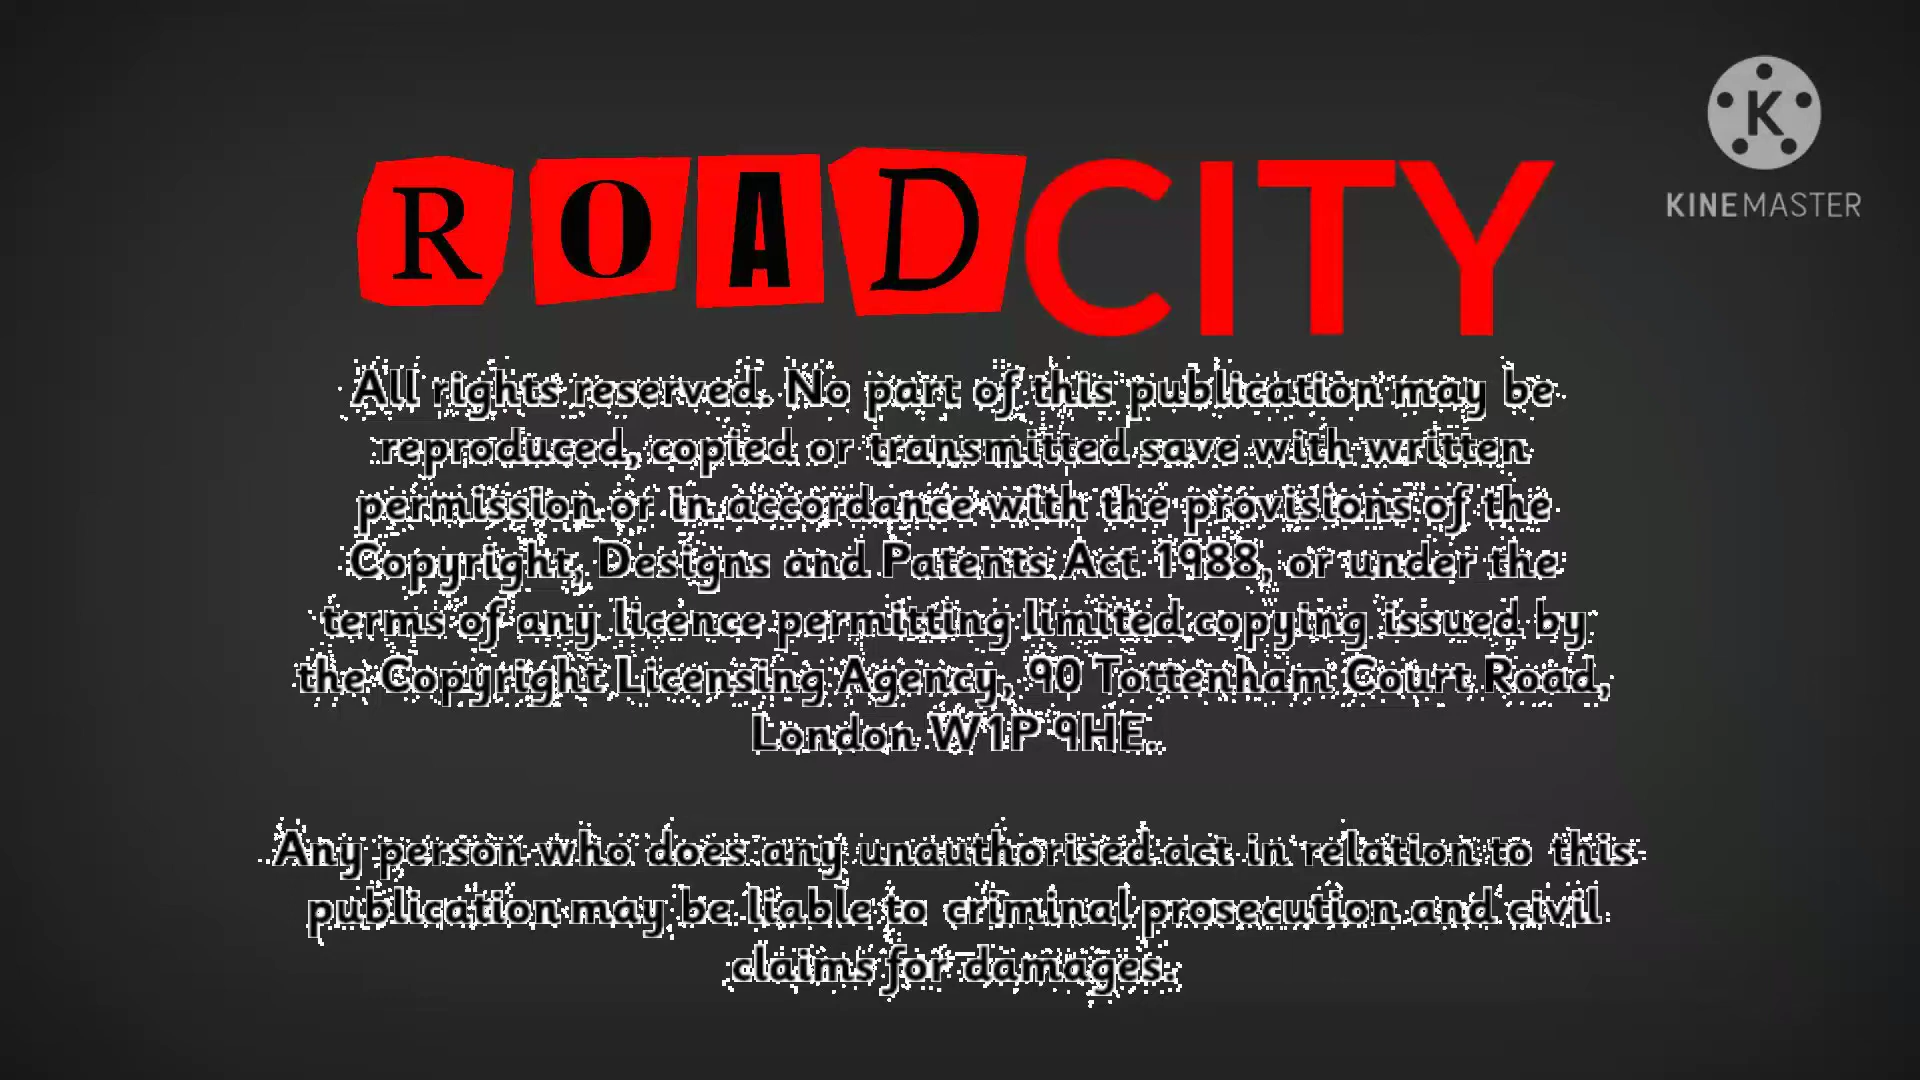 ROADCITY
K
KINEMASTER
All rights reserved. No part of this publication may be
reproduced, copied or transmitted save with written
permission or in accordance with the provisions of the
Copyright, Designs and Patents Act 1988, or under the
terms of any licence permitting limited copying issued by
the Copyright Licensing Agency, 90 Tottenham Court Road,
London W1P 9HE.
Any person who does any unauthorised act in relation to this
publication may be liable to criminal prosecution and civil
claims for damages.